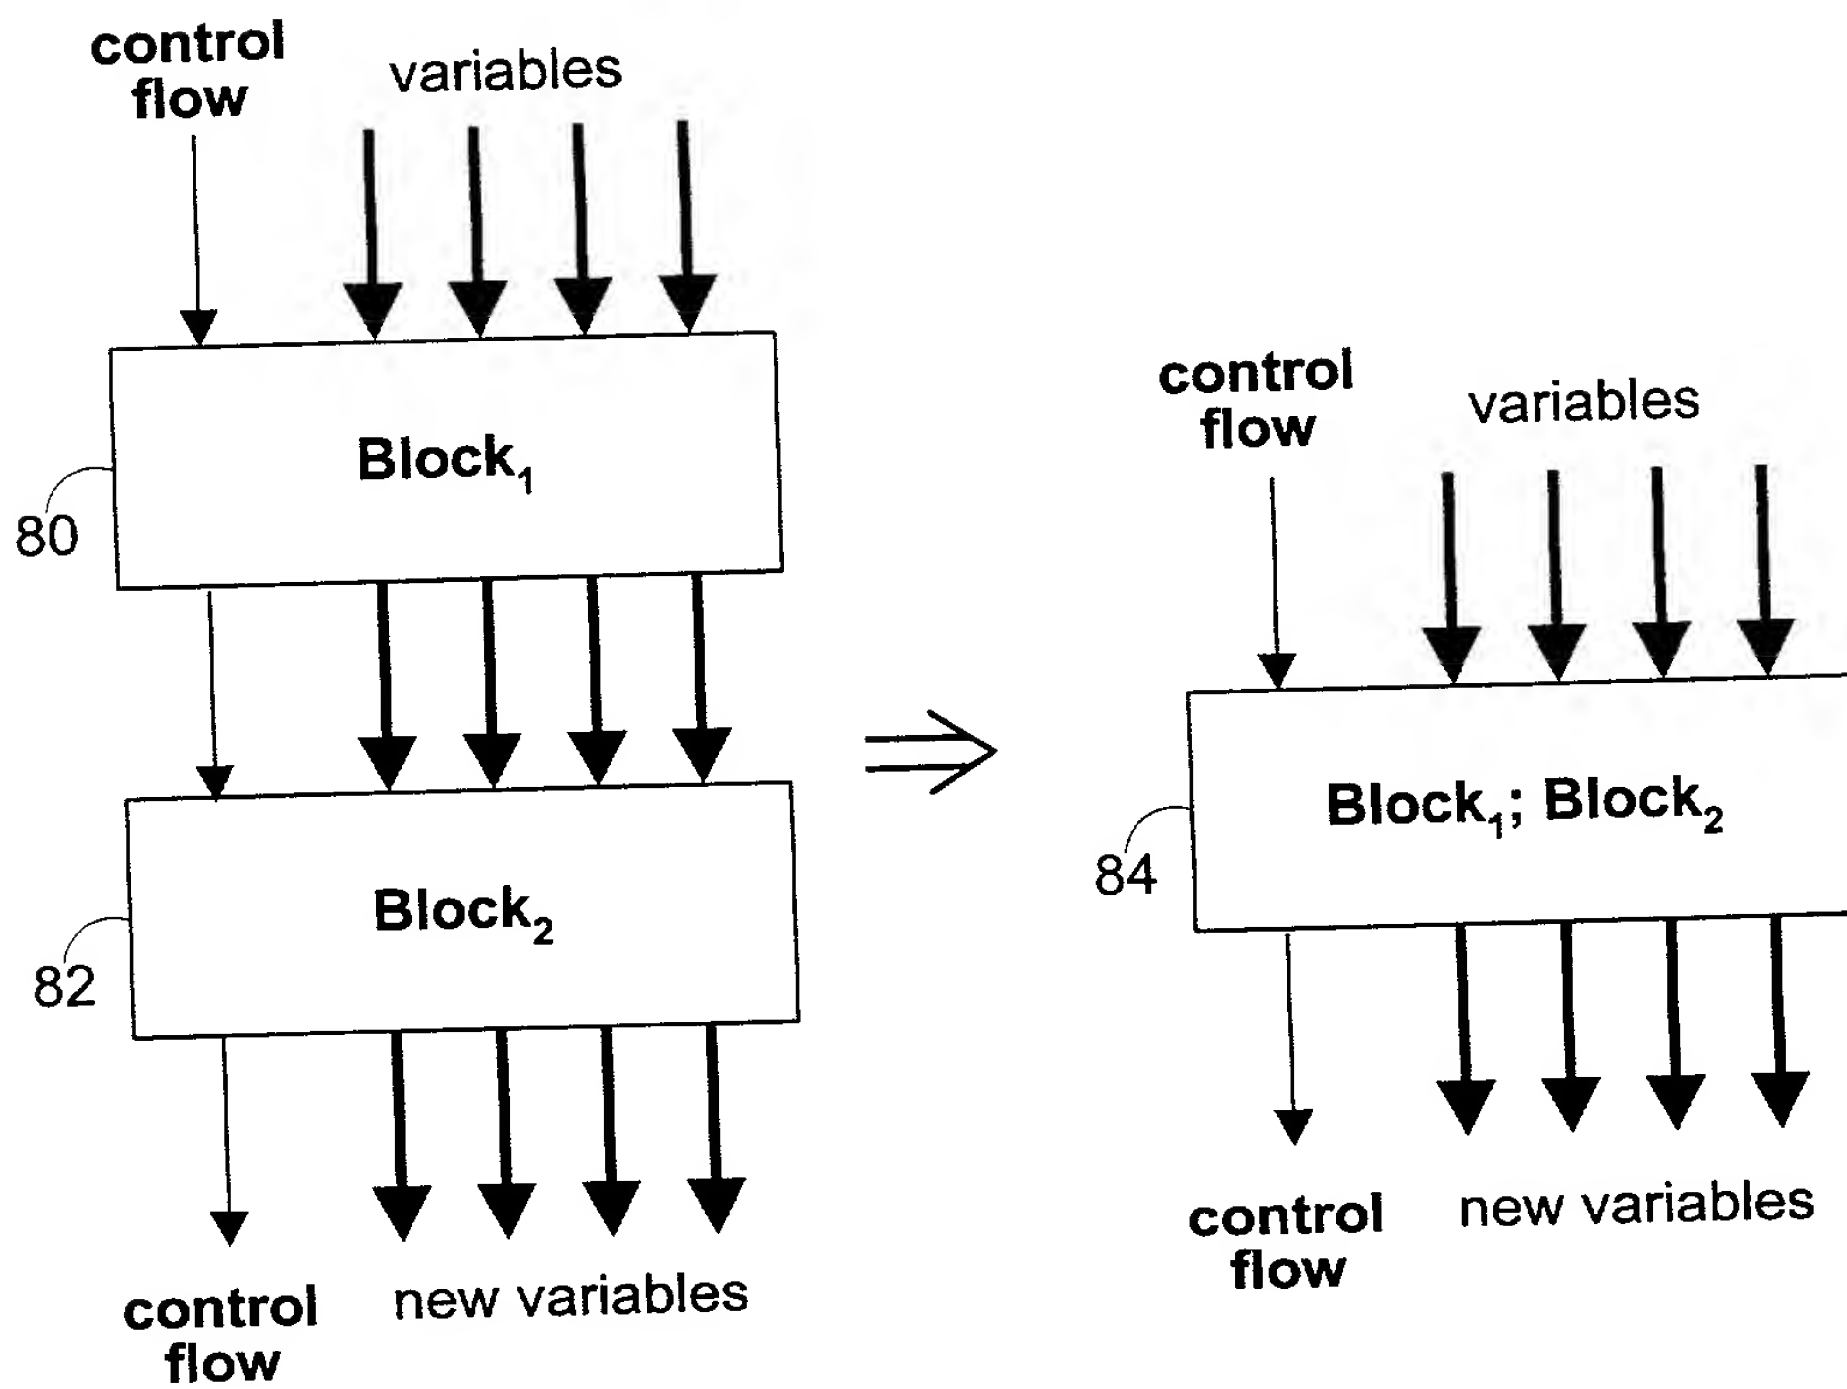 control
flow
variables
Block₁
80
Block₂
82
control
flow
new variables
control
flow
variables
Block₁; Block₂
84
control
flow
new variables